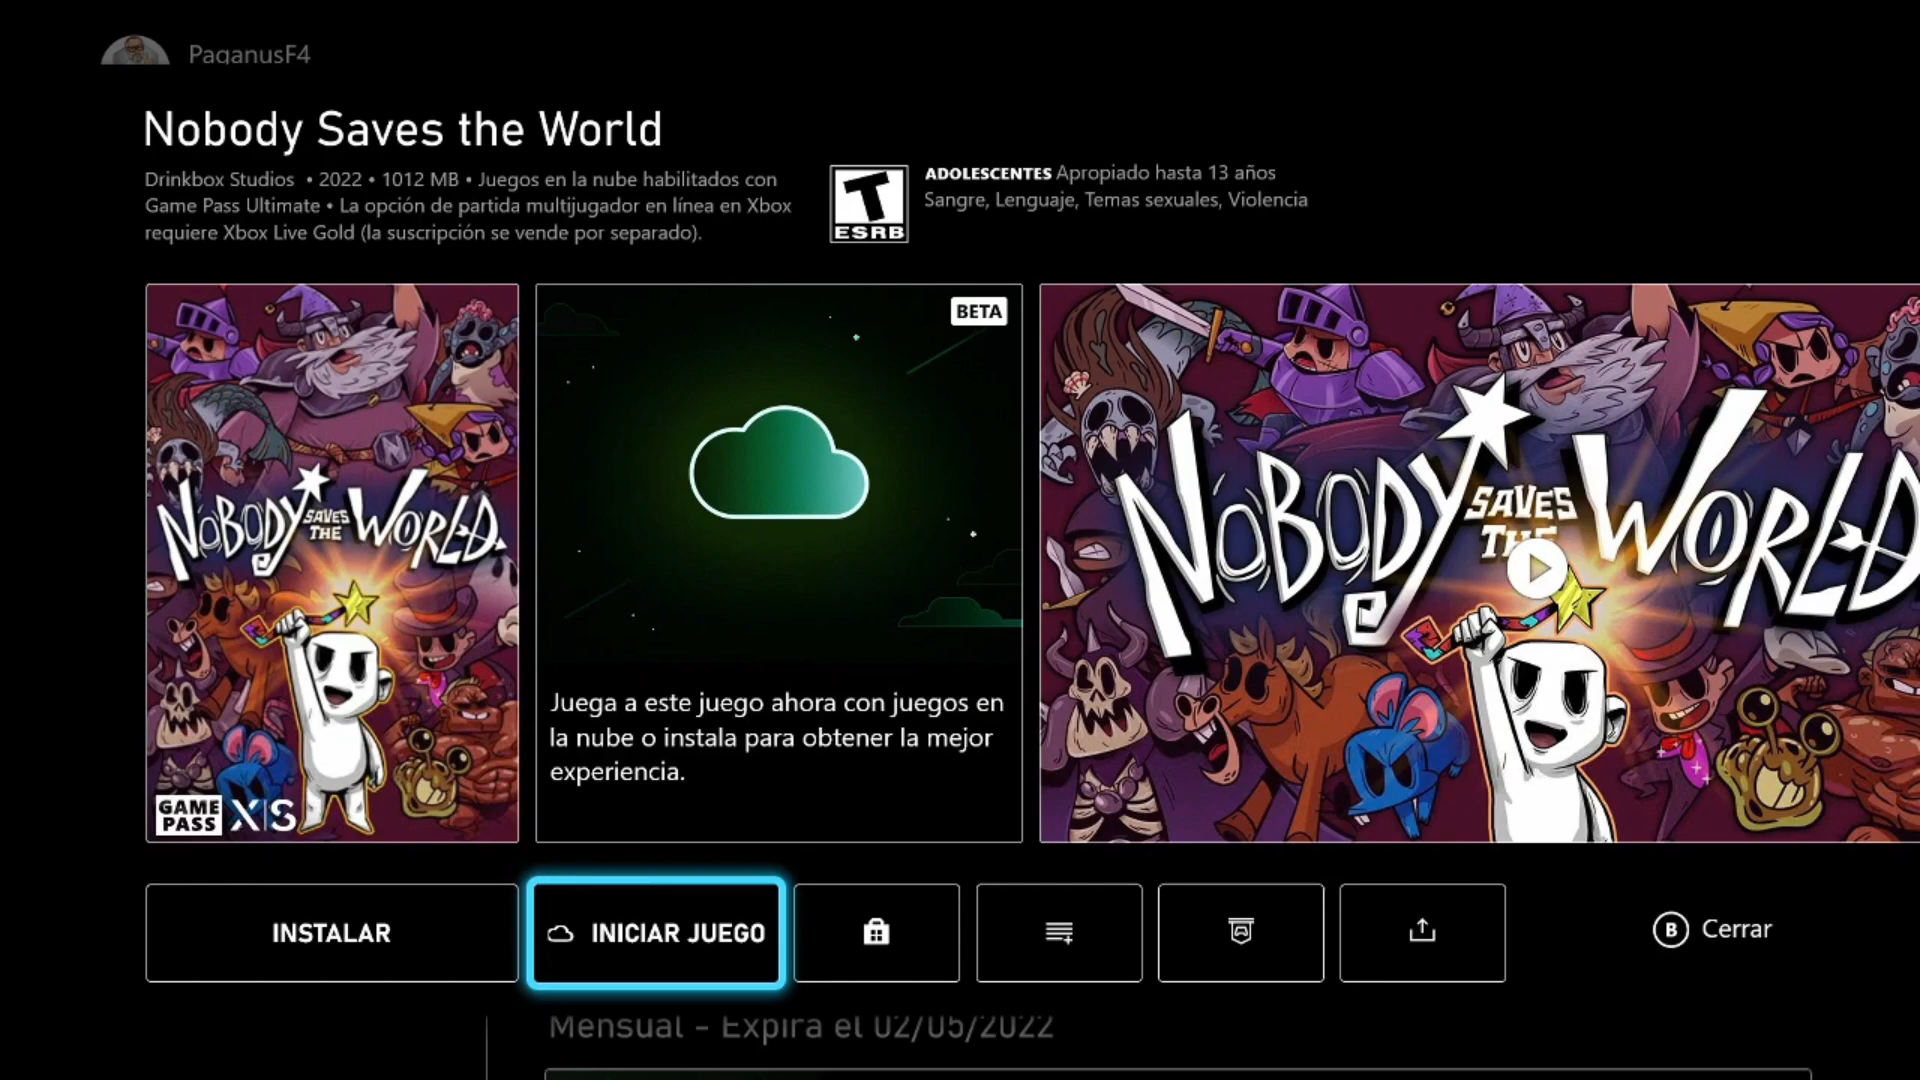 PaganusF4
Nobody Saves the World
Drinkbox Studios • 2022 • 1012 MB • Juegos en la nube habilitados con
Game Pass Ultimate • La opción de partida multijugador en línea en Xbox
requiere Xbox Live Gold (la suscripción se vende por separado).
T
ESRB
ADOLESCENTES Apropiado hasta 13 años
Sangre, Lenguaje, Temas sexuales, Violencia
NOBODY SAVES THE WORLD
GAME PASS X|S
BETA
Juega a este juego ahora con juegos en
la nube o instala para obtener la mejor
experiencia.
NOBODY SAVES THE WORLD
INSTALAR
INICIAR JUEGO
B Cerrar
Mensual - Expira el 02/05/2022